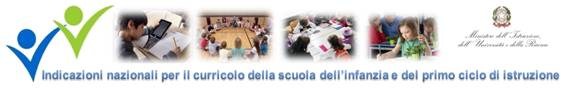 Ministero dell'Istruzione,
dell'Università e della Ricerca
Indicazioni nazionali per il curricolo della scuola dell'infanzia e del primo ciclo di istruzione